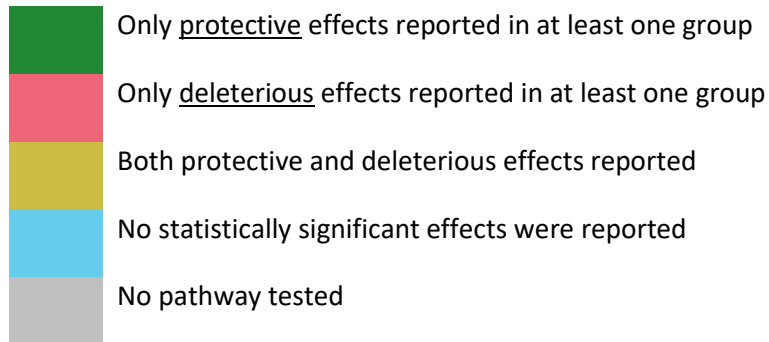 Only protective effects reported in at least one group
Only deleterious effects reported in at least one group
Both protective and deleterious effects reported
No statistically significant effects were reported
No pathway tested